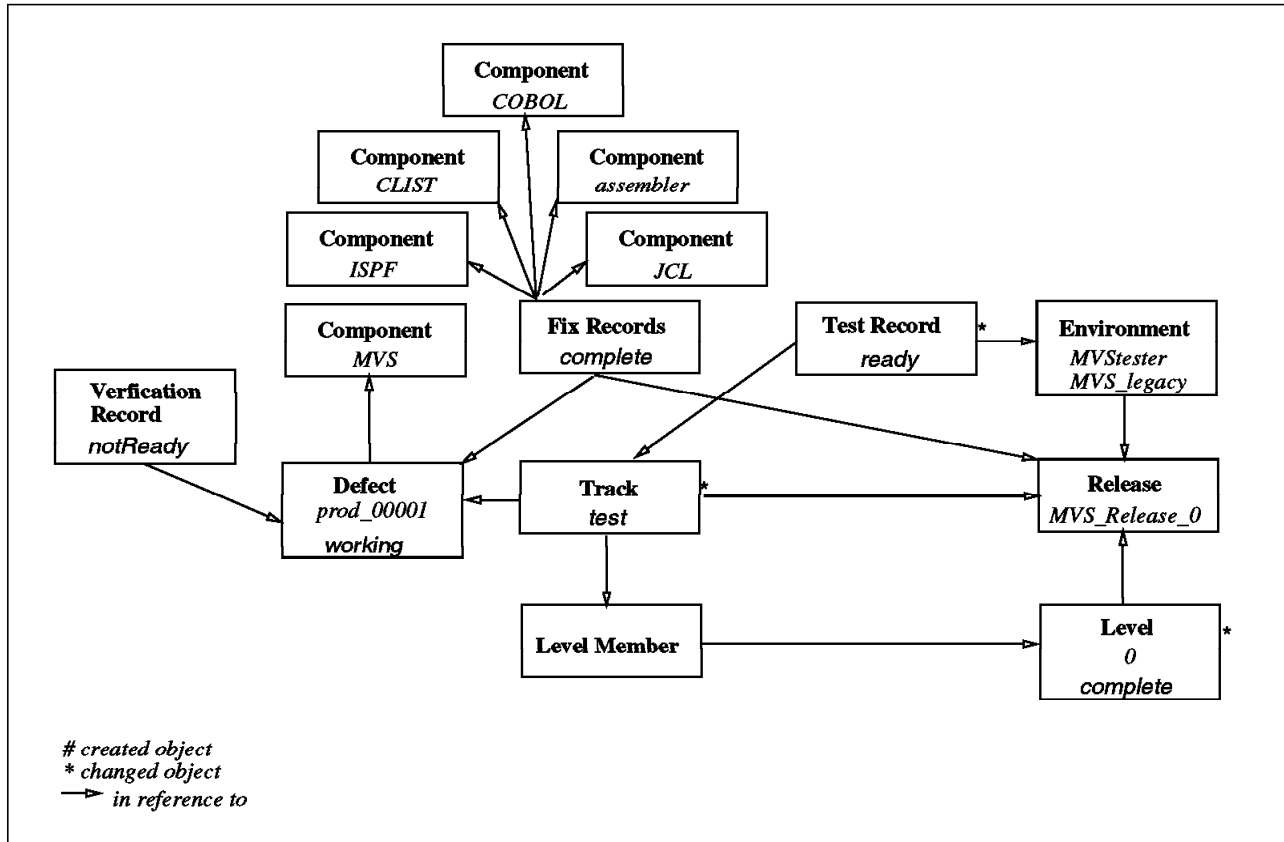 Component
COBOL
Component
CLIST
Component
assembler
Component
ISPF
Component
JCL
Component
MVS
Fix Records
complete
Test Record
ready
*
Environment
MVStester
MVS_legacy
Verfication
Record
notReady
Defect
prod_00001
working
Track
test
*
Release
MVS_Release_0
Level Member
Level
0
complete
*
# created object
* changed object
in reference to